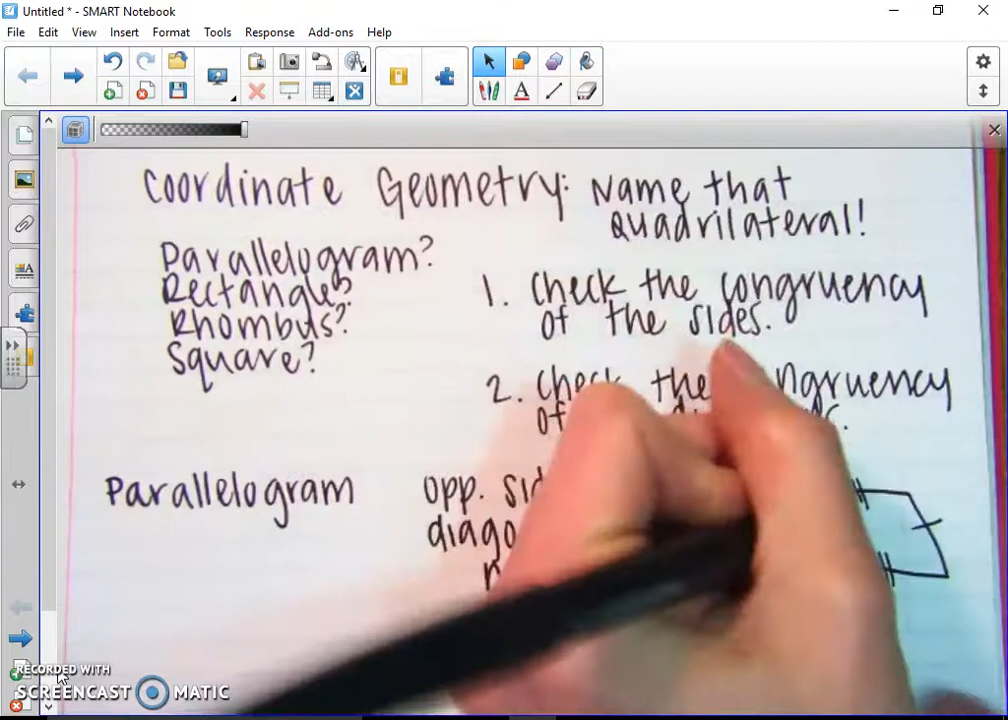 Untitled * - SMART Notebook
File Edit View Insert Format Tools Response Add-ons Help
Coordinate Geometry: Name that
quadrilateral!
Parallelogram?
Rectangle?
Rhombus?
Square?
1. Check the congruency
of the sides.
2. Check the congruency
of
Parallelogram opp.
RECORDED WITH
SCREENCAST MATIC